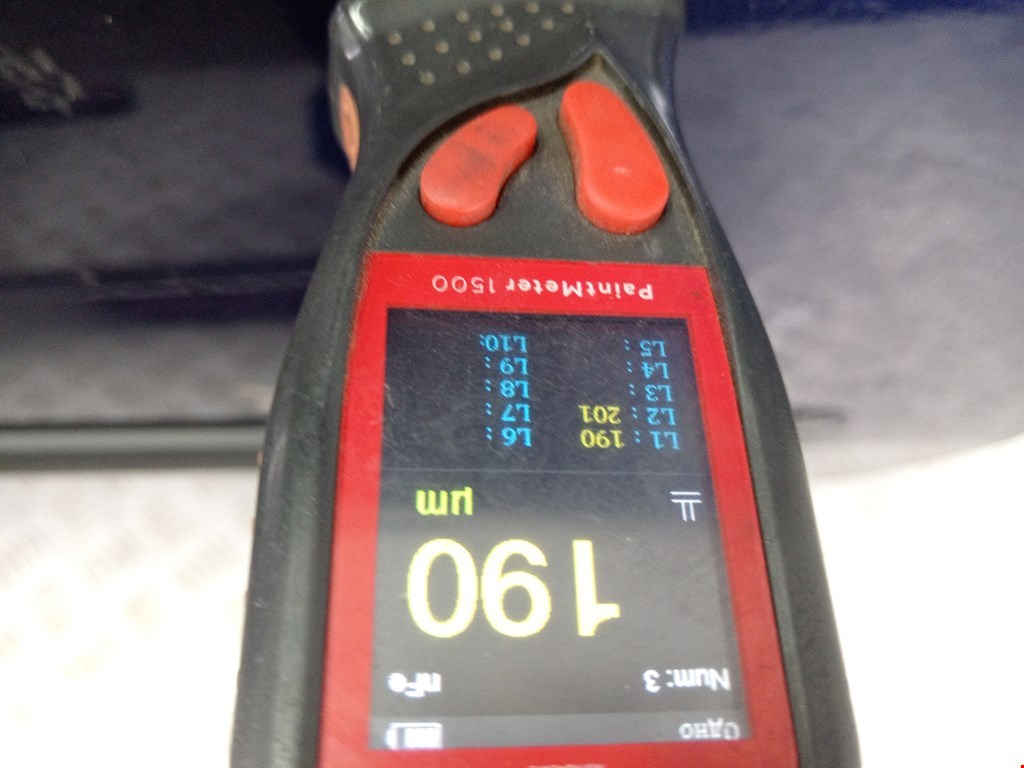 Одно
Num: 3 nFe
190
µm
L1 : 190 L6 :
L2 : 201 L7 :
L3 : L8 :
L4 : L9 :
L5 : L10:
PaintMeter 1500